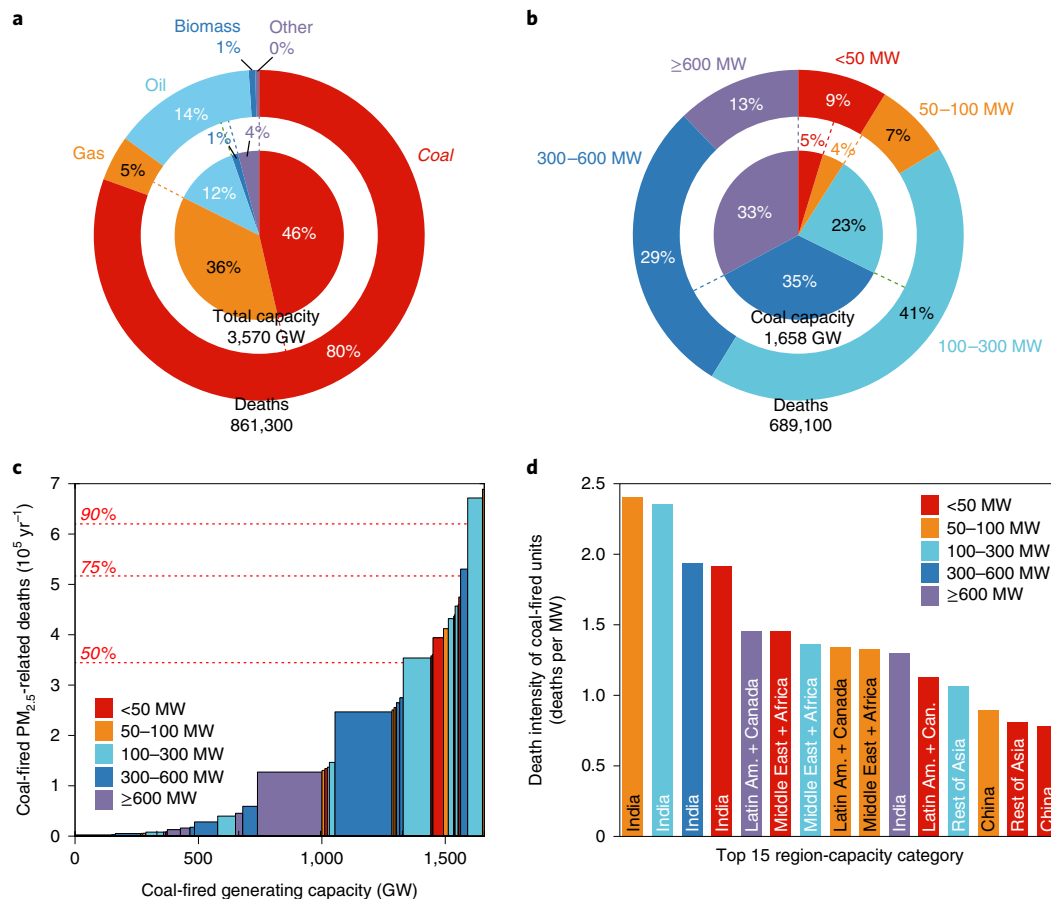 a
Biomass
1%
Other
0%
Oil
14%
Gas
5%
1%
4%
12%
46%
36%
Coal
Total capacity
3,570 GW
80%
Deaths
861,300
b
≥600 MW
<50 MW
13%
9%
50–100 MW
7%
300–600 MW
5%
4%
33%
23%
29%
35%
Coal capacity
1,658 GW
41%
100–300 MW
Deaths
689,100
c
Coal-fired PM2.5-related deaths (10⁵ yr⁻¹)
7
6
5
4
3
2
1
0
90%
75%
50%
<50 MW
50–100 MW
100–300 MW
300–600 MW
≥600 MW
0
500
1,000
1,500
Coal-fired generating capacity (GW)
d
Death intensity of coal-fired units
(deaths per MW)
2.5
2.0
1.5
1.0
0.5
0
<50 MW
50–100 MW
100–300 MW
300–600 MW
≥600 MW
India
India
India
India
Latin Am. + Canada
Middle East + Africa
Middle East + Africa
Latin Am. + Canada
Middle East + Africa
India
Latin Am. + Can.
Rest of Asia
China
Rest of Asia
China
Top 15 region-capacity category